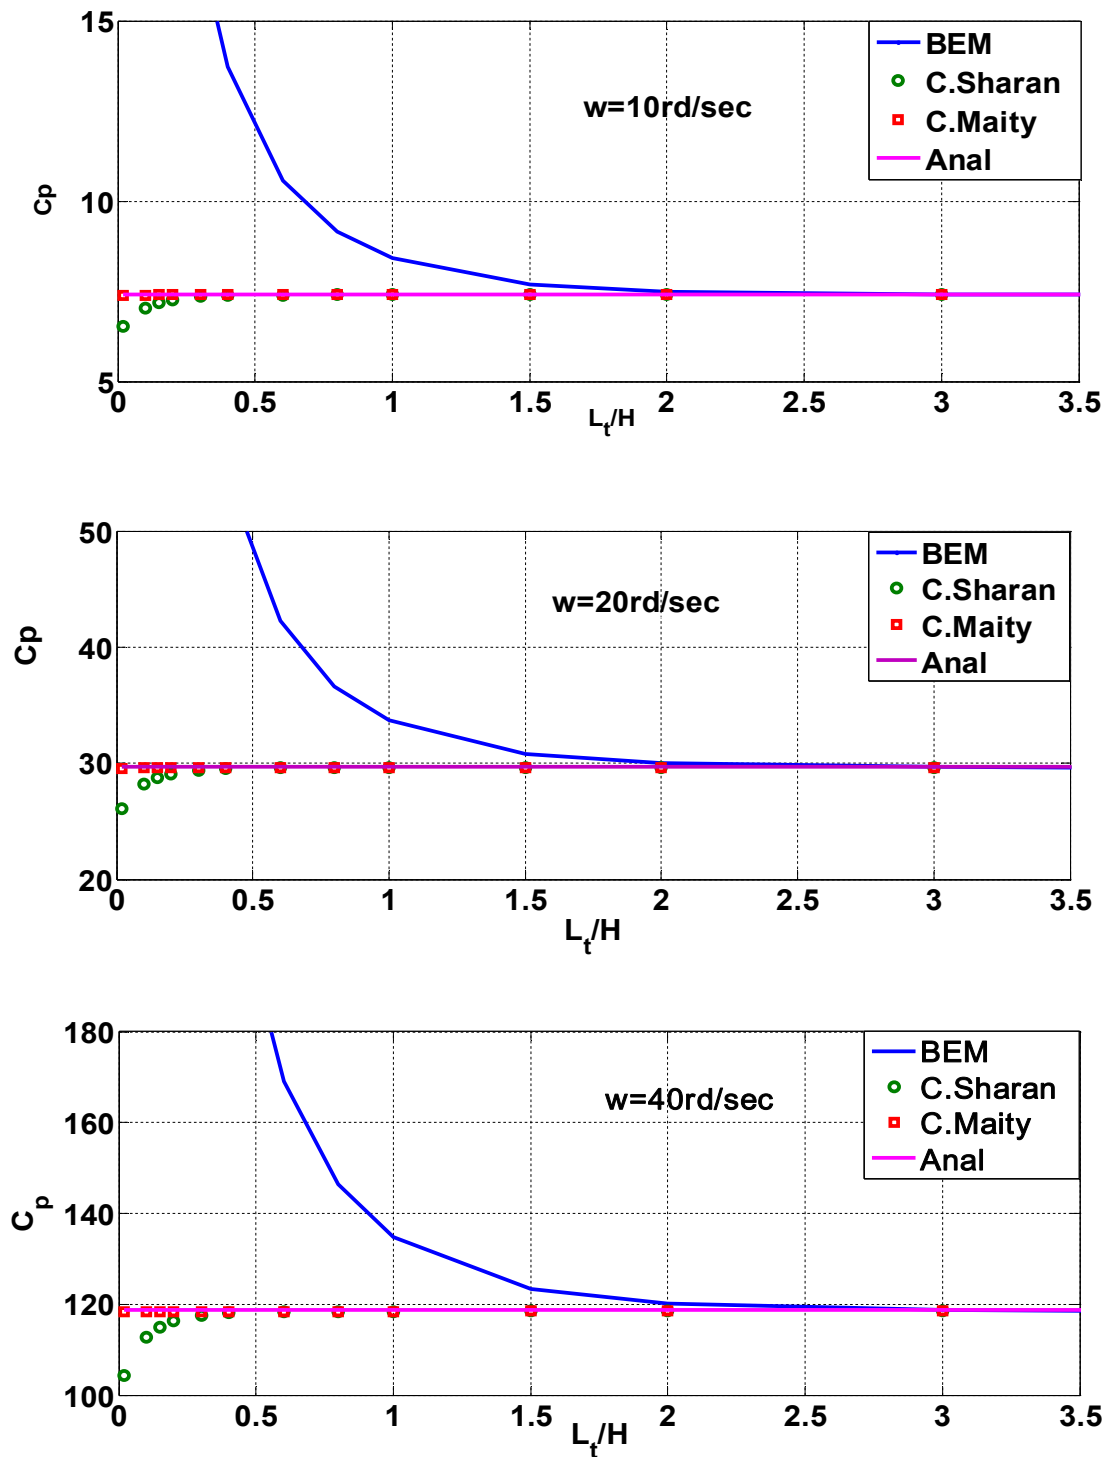 15
10
5
Cp
w=10rd/sec
BEM
C.Sharan
C.Maity
Anal
0 0.5 1 1.5 2 2.5 3 3.5
Lt/H
50
40
30
20
Cp
w=20rd/sec
BEM
C.Sharan
C.Maity
Anal
0 0.5 1 1.5 2 2.5 3 3.5
Lt/H
180
160
140
120
100
Cp
w=40rd/sec
BEM
C.Sharan
C.Maity
Anal
0 0.5 1 1.5 2 2.5 3 3.5
Lt/H